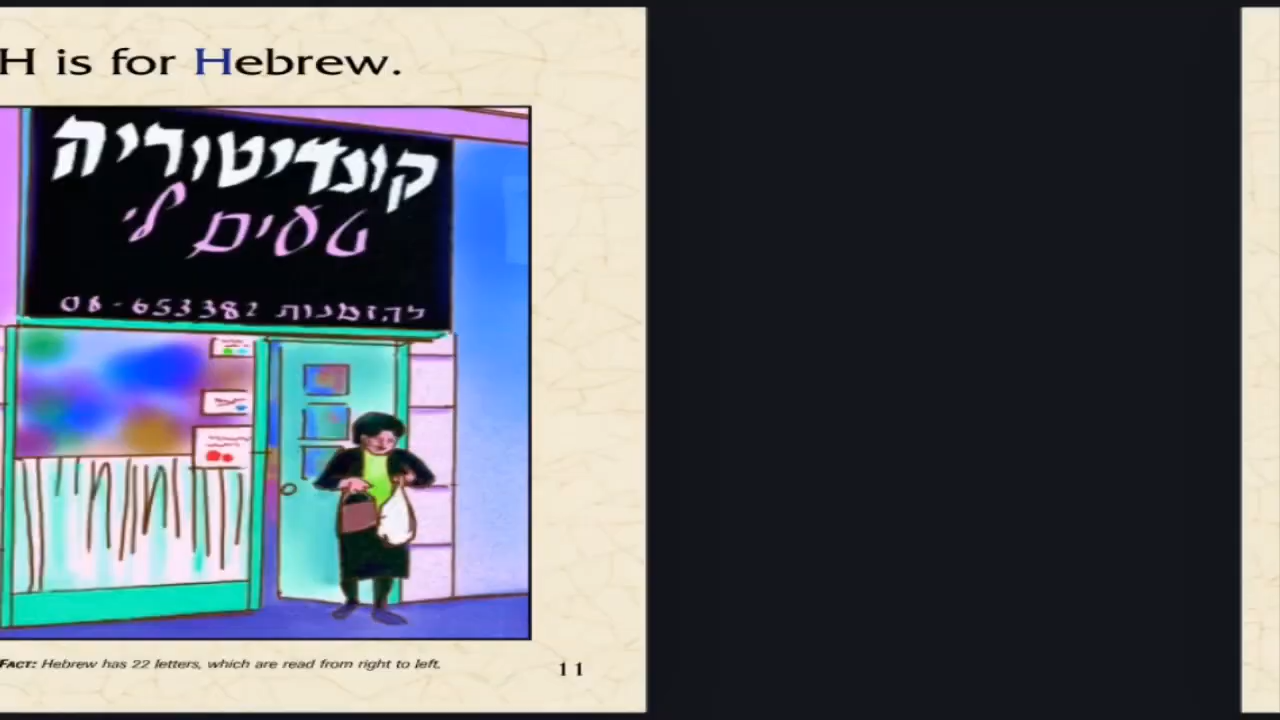 H is for Hebrew.
קונדיטוריה
טעים לי
להזמנות 08-653382
FACT: Hebrew has 22 letters, which are read from right to left.
11